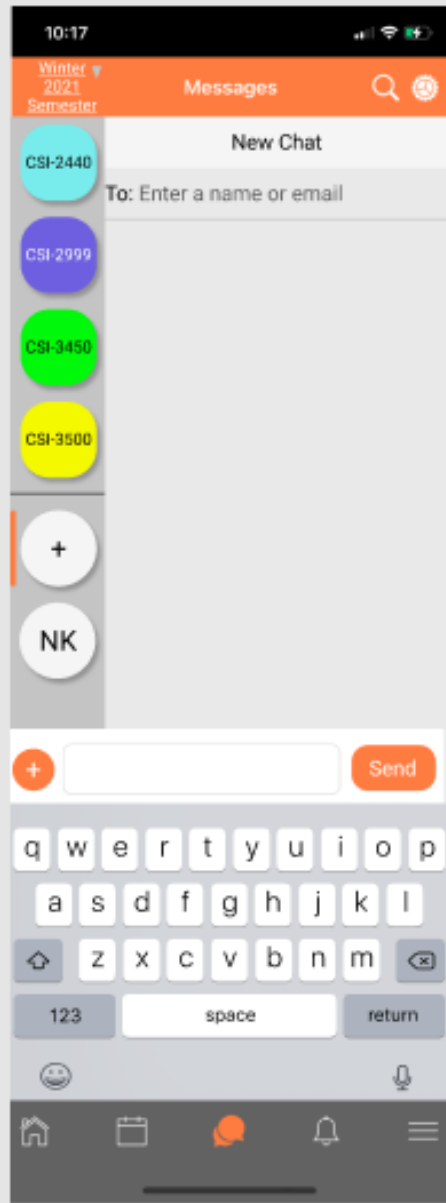 10:17
Winter
2021
Semester
Messages
CSI-2440
New Chat
To: Enter a name or email
CSI-2999
CSI-3450
CSI-3500
+
NK
+
Send
q w e r t y u i o p
a s d f g h j k l
z x c v b n m
123 space return